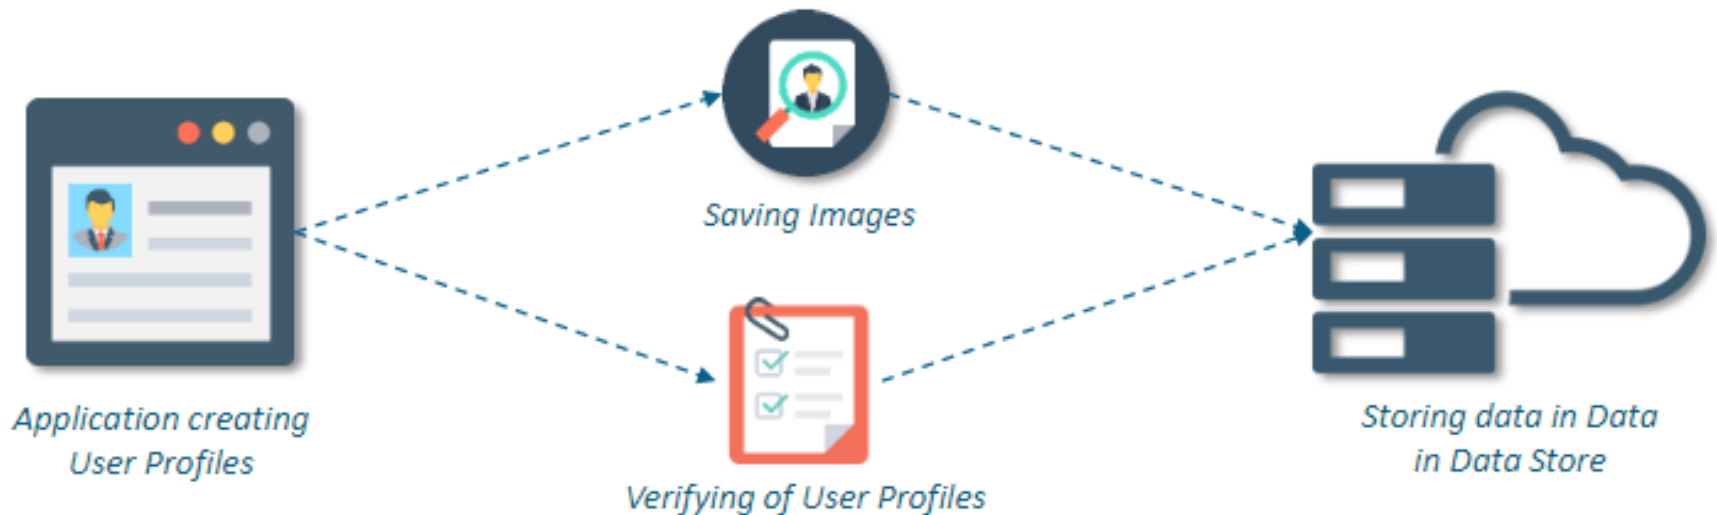 Saving Images
Application creating
User Profiles
Storing data in Data
in Data Store
Verifying of User Profiles